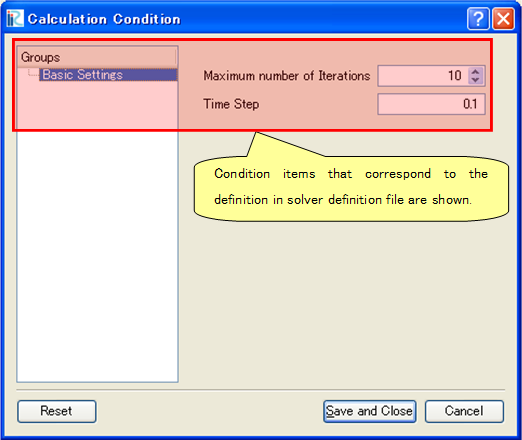 Calculation Condition
Groups
Basic Settings
Maximum number of Iterations 10
Time Step 0.1
Condition items that correspond to the
definition in solver definition file are shown.
Reset Save and Close Cancel